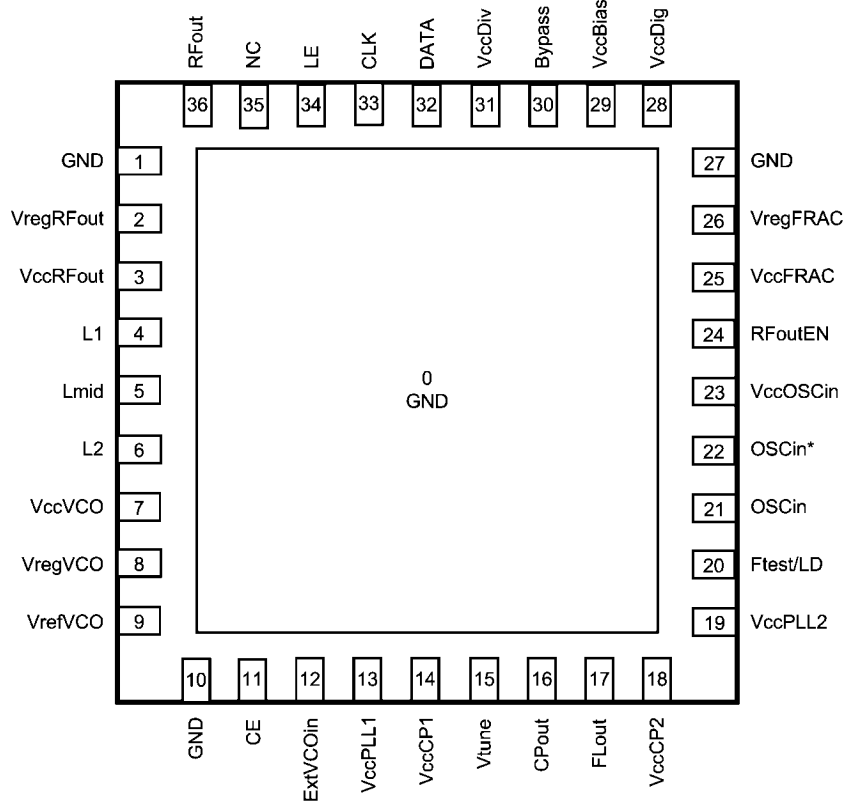 RFout NC LE CLK DATA VccDiv Bypass VccBias VccDig
36 35 34 33 32 31 30 29 28
GND 1 27 GND
VregRFout 2 26 VregFRAC
VccRFout 3 25 VccFRAC
L1 4 24 RFoutEN
0
Lmid 5 23 VccOSCin
GND
L2 6 22 OSCin*
VccVCO 7 21 OSCin
VregVCO 8 20 Ftest/LD
VrefVCO 9 19 VccPLL2
10 11 12 13 14 15 16 17 18
GND CE ExtVCOin VccPLL1 VccCP1 Vtune CPout FLout VccCP2